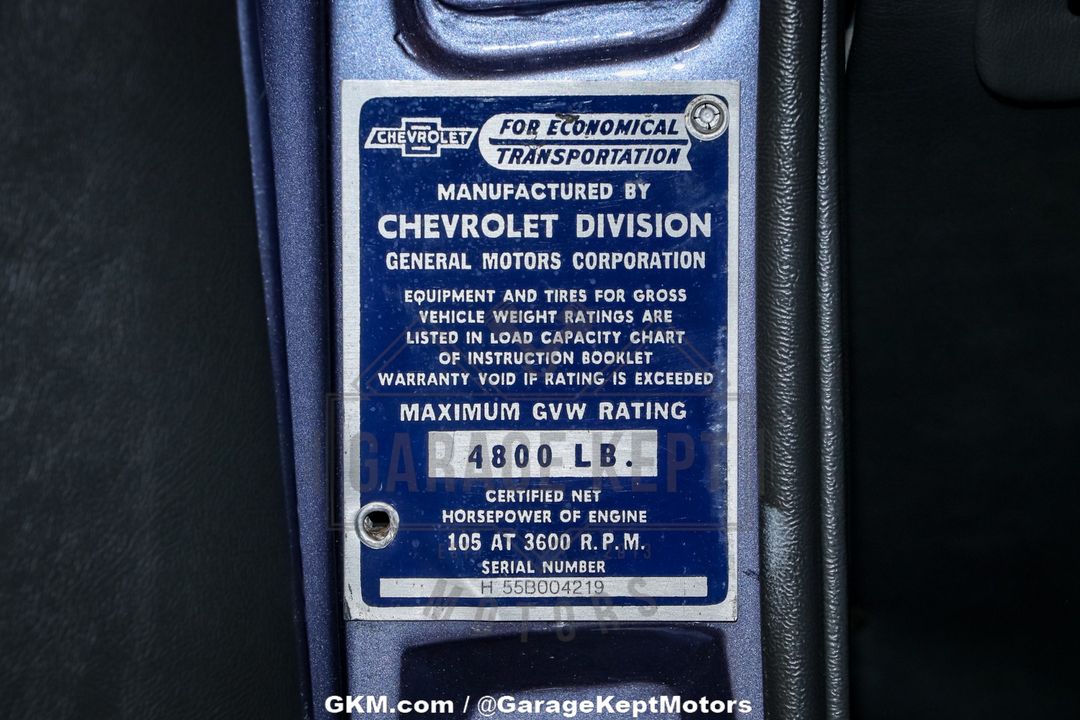 CHEVROLET
FOR ECONOMICAL
TRANSPORTATION
MANUFACTURED BY
CHEVROLET DIVISION
GENERAL MOTORS CORPORATION
EQUIPMENT AND TIRES FOR GROSS
VEHICLE WEIGHT RATINGS ARE
LISTED IN LOAD CAPACITY CHART
OF INSTRUCTION BOOKLET
WARRANTY VOID IF RATING IS EXCEEDED
MAXIMUM GVW RATING
GARAGE KEPT
4800 LB.
CERTIFIED NET
HORSEPOWER OF ENGINE
105 AT 3600 R.P.M.
SERIAL NUMBER
H 55B004219
MOTORS
GKM.com / @GarageKeptMotors